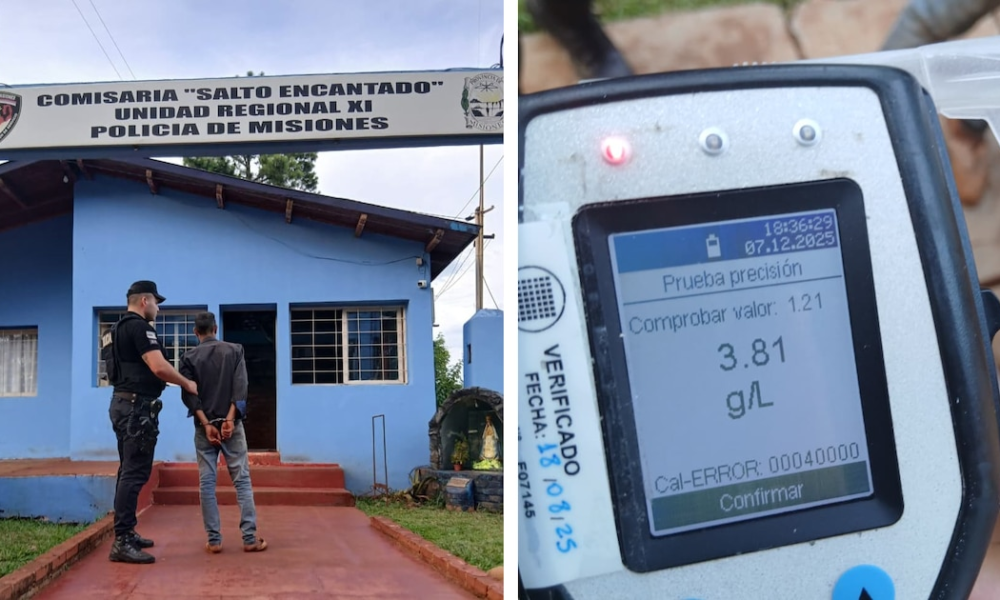 COMISARIA "SALTO ENCANTADO"
UNIDAD REGIONAL XI
POLICIA DE MISIONES
18:36:29
07.12.2025
Prueba precisión
Comprobar valor: 1.21
3.81
g/L
Cal-ERROR: 00040000
Confirmar
VERIFICADO
FECHA: 18/08/25